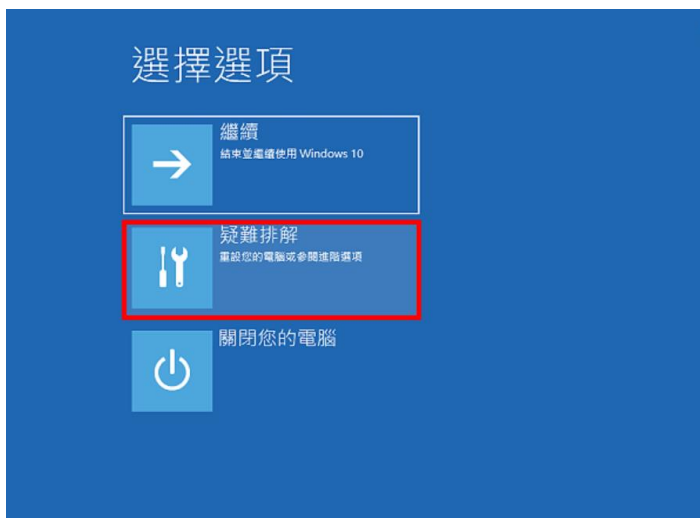 選擇選項
繼續
結束並繼續使用 Windows 10
疑難排解
重設您的電腦或參閱進階選項
關閉您的電腦